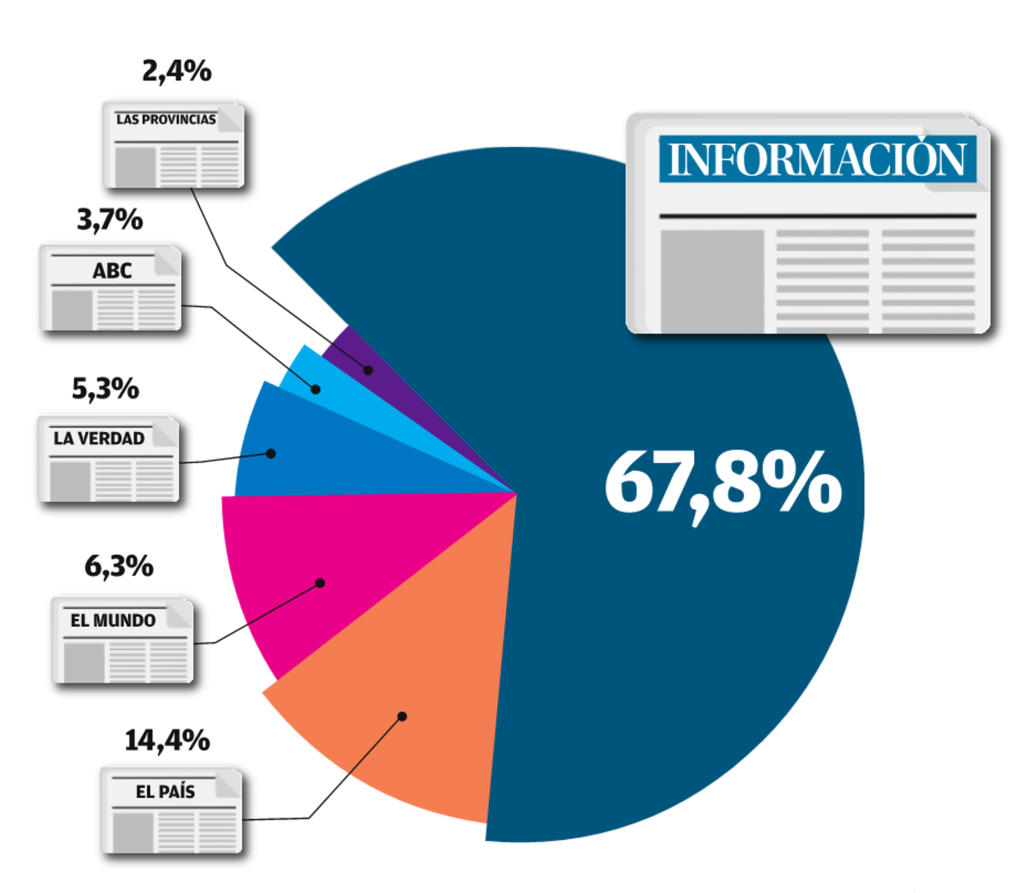 2,4%
LAS PROVINCIAS
3,7%
ABC
5,3%
LA VERDAD
6,3%
EL MUNDO
14,4%
EL PAÍS
INFORMACIÓN
67,8%